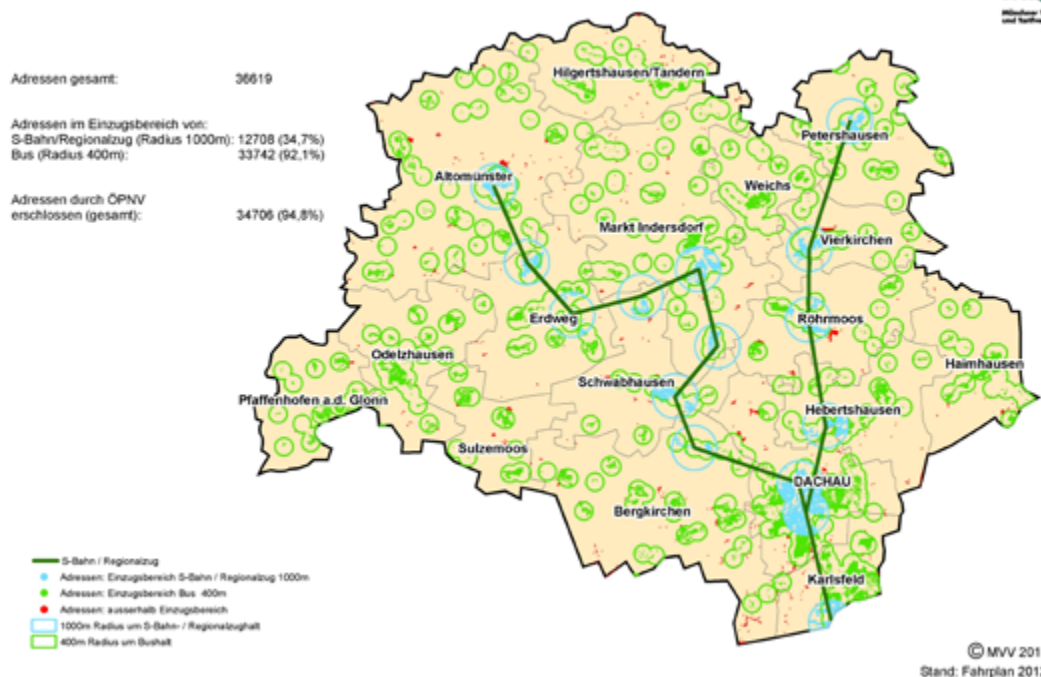 Adressen gesamt: 36619
Adressen im Einzugsbereich von:
S-Bahn/Regionalzug (Radius 1000m): 12708 (34,7%)
Bus (Radius 400m): 33742 (92,1%)
Adressen durch ÖPNV
erschlossen (gesamt): 34706 (94,8%)
Hilgertshausen/Tandern
Petershausen
Altomünster
Weichs
Markt Indersdorf
Vierkirchen
Erdweg
Röhrmoos
Odelzhausen
Haimhausen
Schwabhausen
Pfaffenhofen a.d. Glonn
Hebertshausen
Sulzemoos
DACHAU
Bergkirchen
Karlsfeld
S-Bahn / Regionalzug
Adressen: Einzugsbereich S-Bahn / Regionalzug 1000m
Adressen: Einzugsbereich Bus 400m
Adressen: ausserhalb Einzugsbereich
1000m Radius um S-Bahn- / Regionalzughalt
400m Radius um Bushalt
© MVV 201
Stand: Fahrplan 201